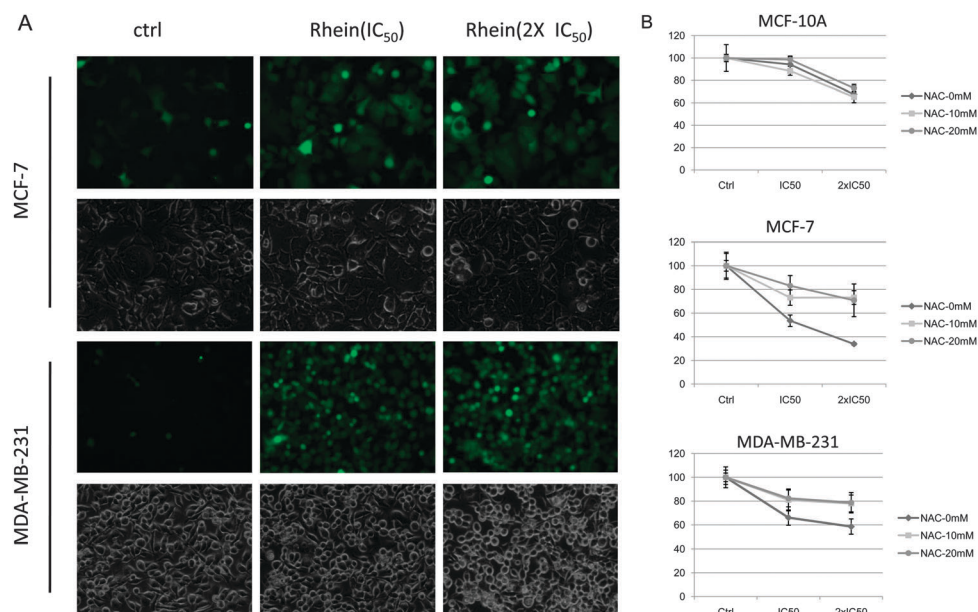 A
ctrl
Rhein(IC50)
Rhein(2X IC50)
MCF-7
MDA-MB-231
B
MCF-10A
120
100
80
60
40
20
0
Ctrl
IC50
2xIC50
NAC-0mM
NAC-10mM
NAC-20mM
MCF-7
120
100
80
60
40
20
0
Ctrl
IC50
2xIC50
NAC-0mM
NAC-10mM
NAC-20mM
MDA-MB-231
120
100
80
60
40
20
0
Ctrl
IC50
2xIC50
NAC-0mM
NAC-10mM
NAC-20mM